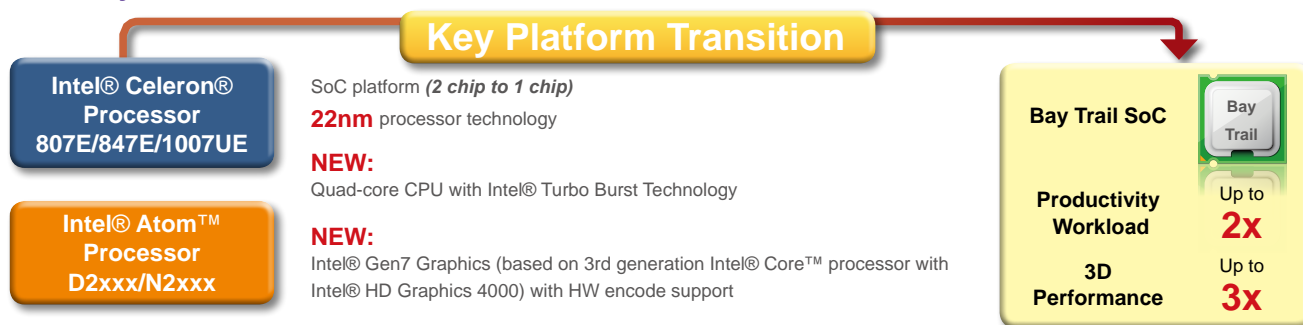 Key Platform Transition
Intel® Celeron®
Processor
807E/847E/1007UE
Intel® Atom™
Processor
D2xxx/N2xxx
SoC platform (2 chip to 1 chip)
22nm processor technology
NEW:
Quad-core CPU with Intel® Turbo Burst Technology
NEW:
Intel® Gen7 Graphics (based on 3rd generation Intel® Core™ processor with
Intel® HD Graphics 4000) with HW encode support
Bay Trail SoC
Bay
Trail
Productivity
Workload
Up to
2x
3D
Performance
Up to
3x